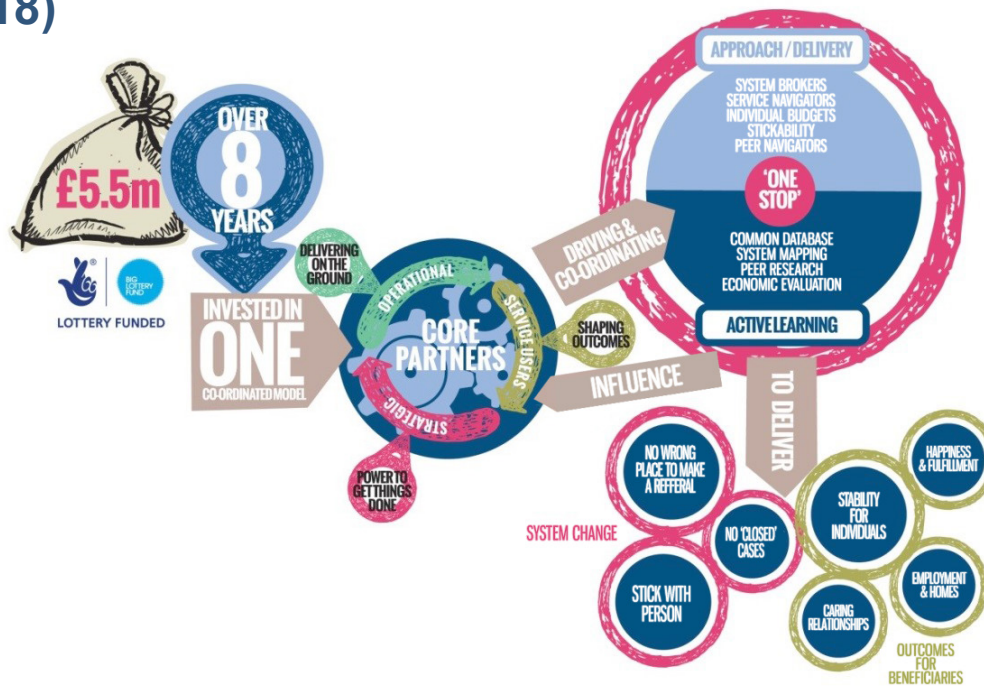 18)
£5.5m
OVER
8
YEARS
BIG
LOTTERY
FUND
LOTTERY FUNDED
INVESTED IN
ONE
CO-ORDINATED MODEL
DELIVERING
ON THE
GROUND
OPERATIONAL
CORE
PARTNERS
SERVICE USERS
STRATEGIC
SHAPING
OUTCOMES
POWER TO
GET THINGS
DONE
DRIVING &
CO-ORDINATING
INFLUENCE
APPROACH / DELIVERY
SYSTEM BROKERS
SERVICE NAVIGATORS
INDIVIDUAL BUDGETS
STICKABILITY
PEER NAVIGATORS
'ONE
STOP'
COMMON DATABASE
SYSTEM MAPPING
PEER RESEARCH
ECONOMIC EVALUATION
ACTIVE LEARNING
TO DELIVER
SYSTEM CHANGE
NO WRONG
PLACE TO MAKE
A REFFERAL
NO 'CLOSED'
CASES
STICK WITH
PERSON
STABILITY
FOR
INDIVIDUALS
HAPPINESS
& FULFILLMENT
EMPLOYMENT
& HOMES
CARING
RELATIONSHIPS
OUTCOMES
FOR
BENEFICIARIES